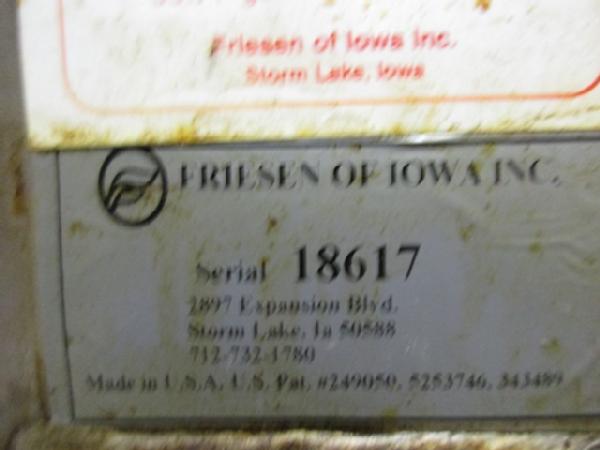 Friesen of Iowa Inc.
Storm Lake, Iowa
FRIESEN OF IOWA INC.
Serial 18617
2897 Expansion Blvd.
Storm Lake, Ia 50588
712-732-1780
Made in U.S.A. U.S. Pat. #249050, 5253746, 343489